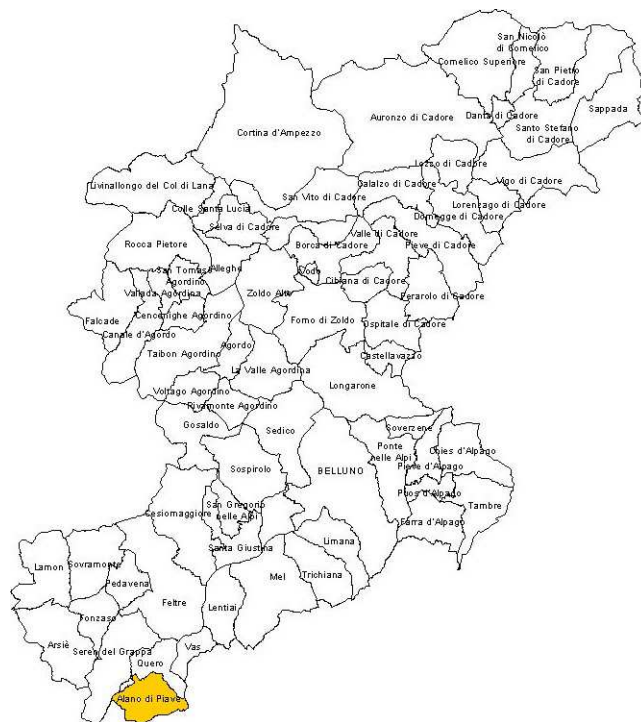 San Nicolò
di Comelico
Comelico Superiore
San Pietro
di Cadore
Sappada
Auronzo di Cadore
Danta di Cadore
Santo Stefano
di Cadore
Cortina d'Ampezzo
Lozzo di Cadore
Vigo di Cadore
Livinallongo del Col di Lana
Calalzo di Cadore
San Vito di Cadore
Lorenzago di Cadore
Colle Santa Lucia
Domegge di Cadore
Selva di Cadore
Valle di Cadore
Rocca Pietore
Borca di Cadore
Pieve di Cadore
San Tomaso
Agordino
Alleghe
Vodo
Cibiana di Cadore
Vallada Agordina
Zoldo Alto
Perarolo di Cadore
Cencenighe Agordino
Falcade
Forno di Zoldo
Ospitale di Cadore
Canale d'Agordo
Agordo
Taibon Agordino
Castellavazzo
La Valle Agordina
Longarone
Voltago Agordino
Rivamonte Agordino
Gosaldo
Sedico
Soverzene
Ponte
nelle Alpi
Chies d'Alpago
Sospirolo
BELLUNO
Pieve d'Alpago
Puos d'Alpago
Tambre
San Gregorio
nelle Alpi
Cesiomaggiore
Farra d'Alpago
Limana
Santa Giustina
Lamon
Sovramonte
Mel
Trichiana
Pedavena
Feltre
Lentiai
Fonzaso
Arsiè
Seren del Grappa
Vas
Quero
Alano di Piave